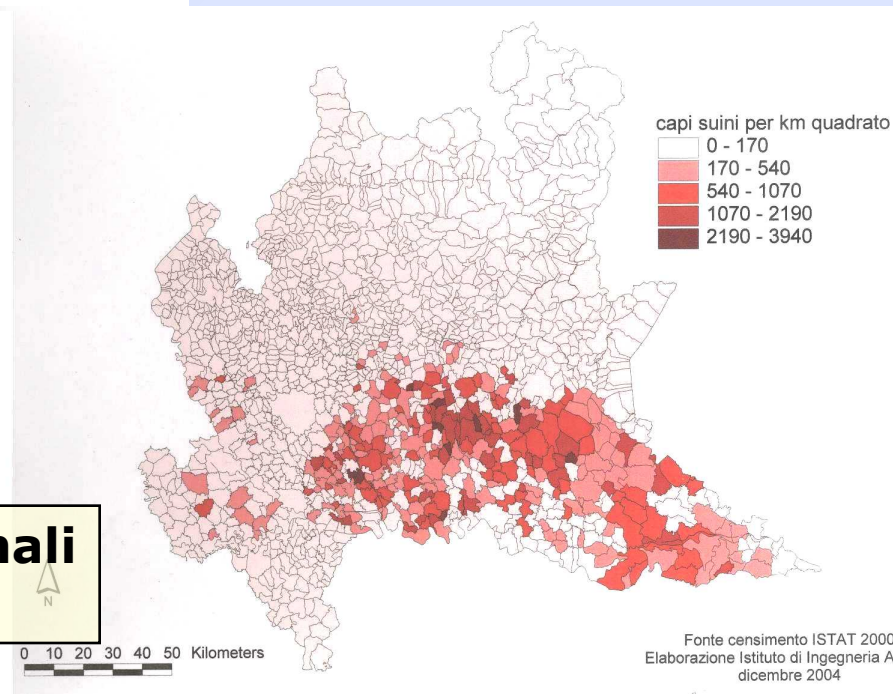 capi suini per km quadrato
0 - 170
170 - 540
540 - 1070
1070 - 2190
2190 - 3940
N
0 10 20 30 40 50 Kilometers
Fonte censimento ISTAT 2000
Elaborazione Istituto di Ingegneria
dicembre 2004